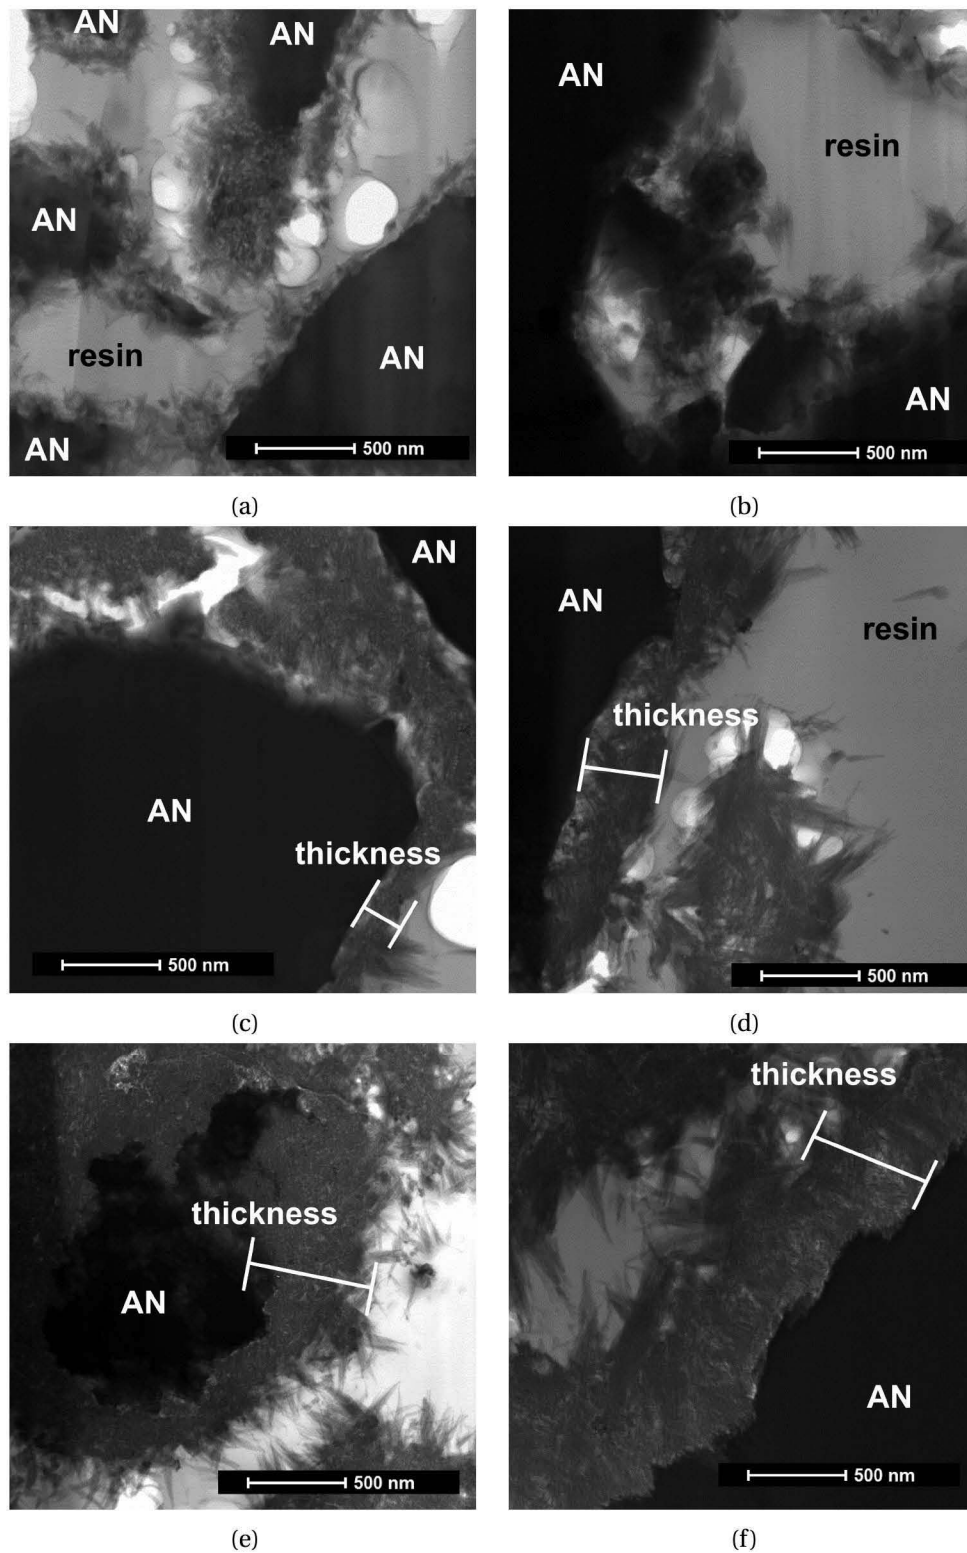 AN
AN
AN
resin
AN
AN
500 nm
(a)
AN
resin
AN
500 nm
(b)
AN
AN
thickness
500 nm
(c)
AN
resin
thickness
500 nm
(d)
thickness
AN
500 nm
(e)
thickness
AN
500 nm
(f)